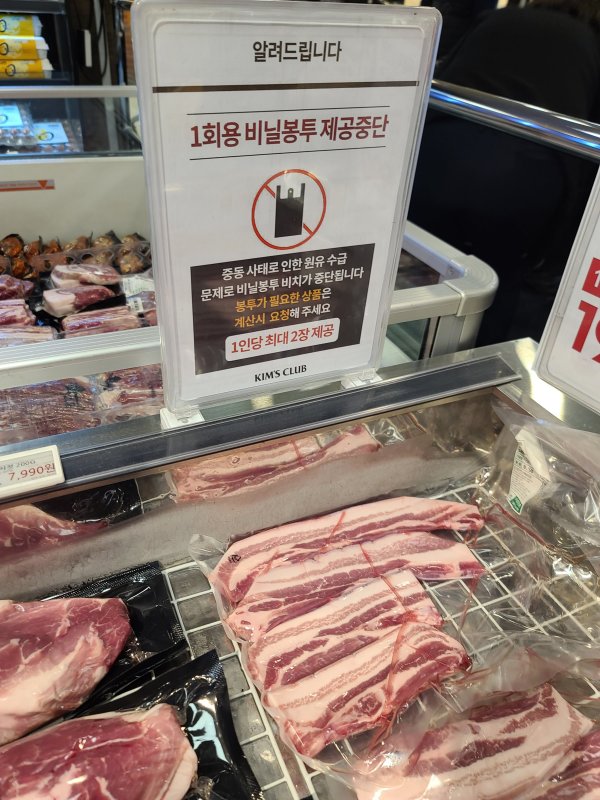 알려드립니다
1회용 비닐봉투 제공중단
중동 사태로 인한 원유 수급
문제로 비닐봉투 비치가 중단됩니다
봉투가 필요한 상품은
계산시 요청해 주세요
1인당 최대 2장 제공
KIM'S CLUB
7,990원